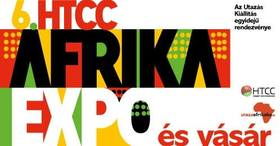 6. HTCC
AFRIKA
EXPO
és vásár
Az Utazás
Kiállítás
egyidejű
rendezvénye
HTCC